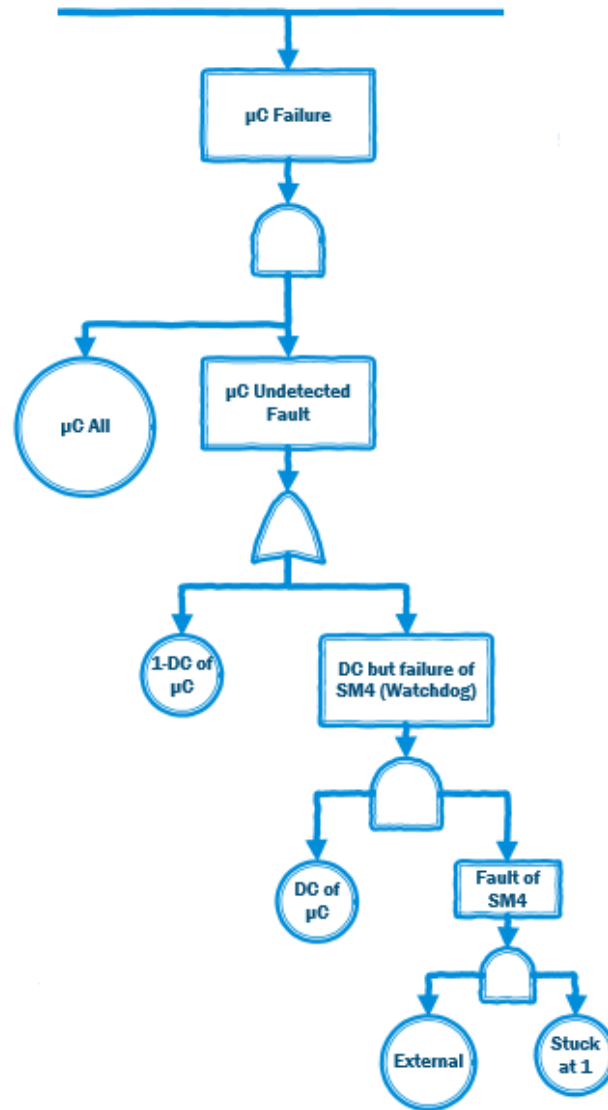 µC Failure
µC All
µC Undetected
Fault
1-DC of
µC
DC but failure of
SM4 (Watchdog)
DC of
µC
Fault of
SM4
External
Stuck
at 1